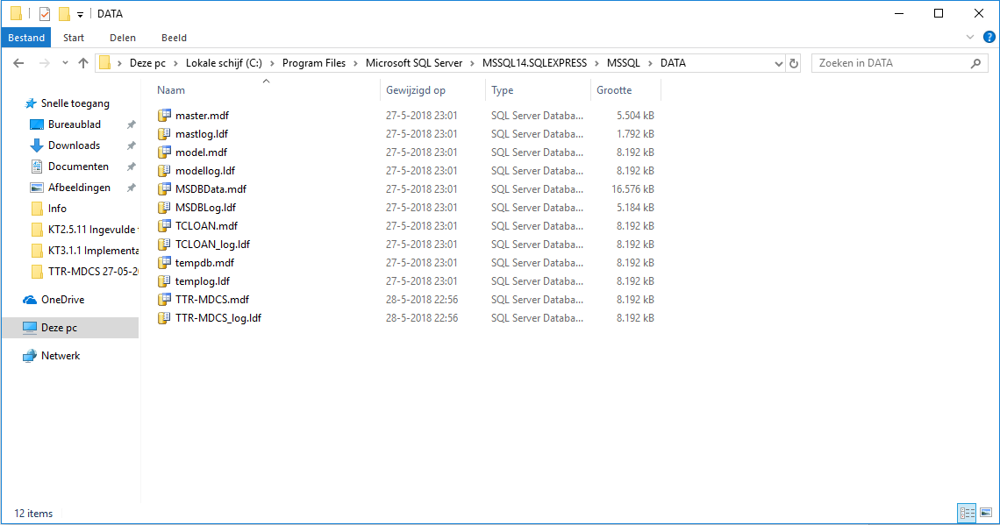 DATA
Bestand Start Delen Beeld
Deze pc Lokale schijf (C:) Program Files Microsoft SQL Server MSSQL14.SQLEXPRESS MSSQL DATA Zoeken in DATA
Naam Gewijzigd op Type Grootte
Snelle toegang
Bureaublad
Downloads
Documenten
Afbeeldingen
Info
KT2.5.11 Ingevulde
KT3.1.1 Implementa
TTR-MDCS 27-05-20
OneDrive
Deze pc
Netwerk
master.mdf 27-5-2018 23:01 SQL Server Databa... 5.504 kB
mastlog.ldf 27-5-2018 23:01 SQL Server Databa... 1.792 kB
model.mdf 27-5-2018 23:01 SQL Server Databa... 8.192 kB
modellog.ldf 27-5-2018 23:01 SQL Server Databa... 8.192 kB
MSDBData.mdf 27-5-2018 23:01 SQL Server Databa... 16.576 kB
MSDBLog.ldf 27-5-2018 23:01 SQL Server Databa... 5.184 kB
TCLOAN.mdf 27-5-2018 23:01 SQL Server Databa... 8.192 kB
TCLOAN_log.ldf 27-5-2018 23:01 SQL Server Databa... 8.192 kB
tempdb.mdf 27-5-2018 23:01 SQL Server Databa... 8.192 kB
templog.ldf 27-5-2018 23:01 SQL Server Databa... 8.192 kB
TTR-MDCS.mdf 28-5-2018 22:56 SQL Server Databa... 8.192 kB
TTR-MDCS_log.ldf 28-5-2018 22:56 SQL Server Databa... 8.192 kB
12 items